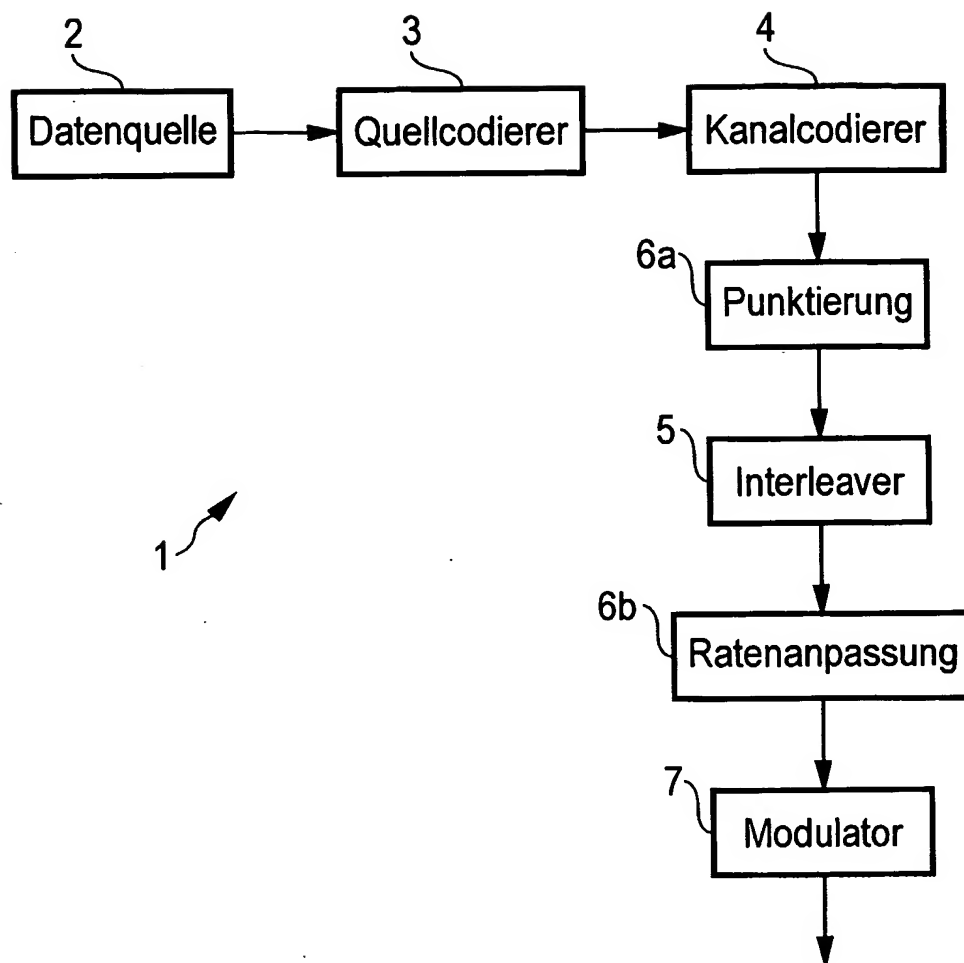 2
3
4
Datenquelle
Quellcodierer
Kanalcodierer
6a
Punktierung
5
Interleaver
1
6b
Ratenanpassung
7
Modulator